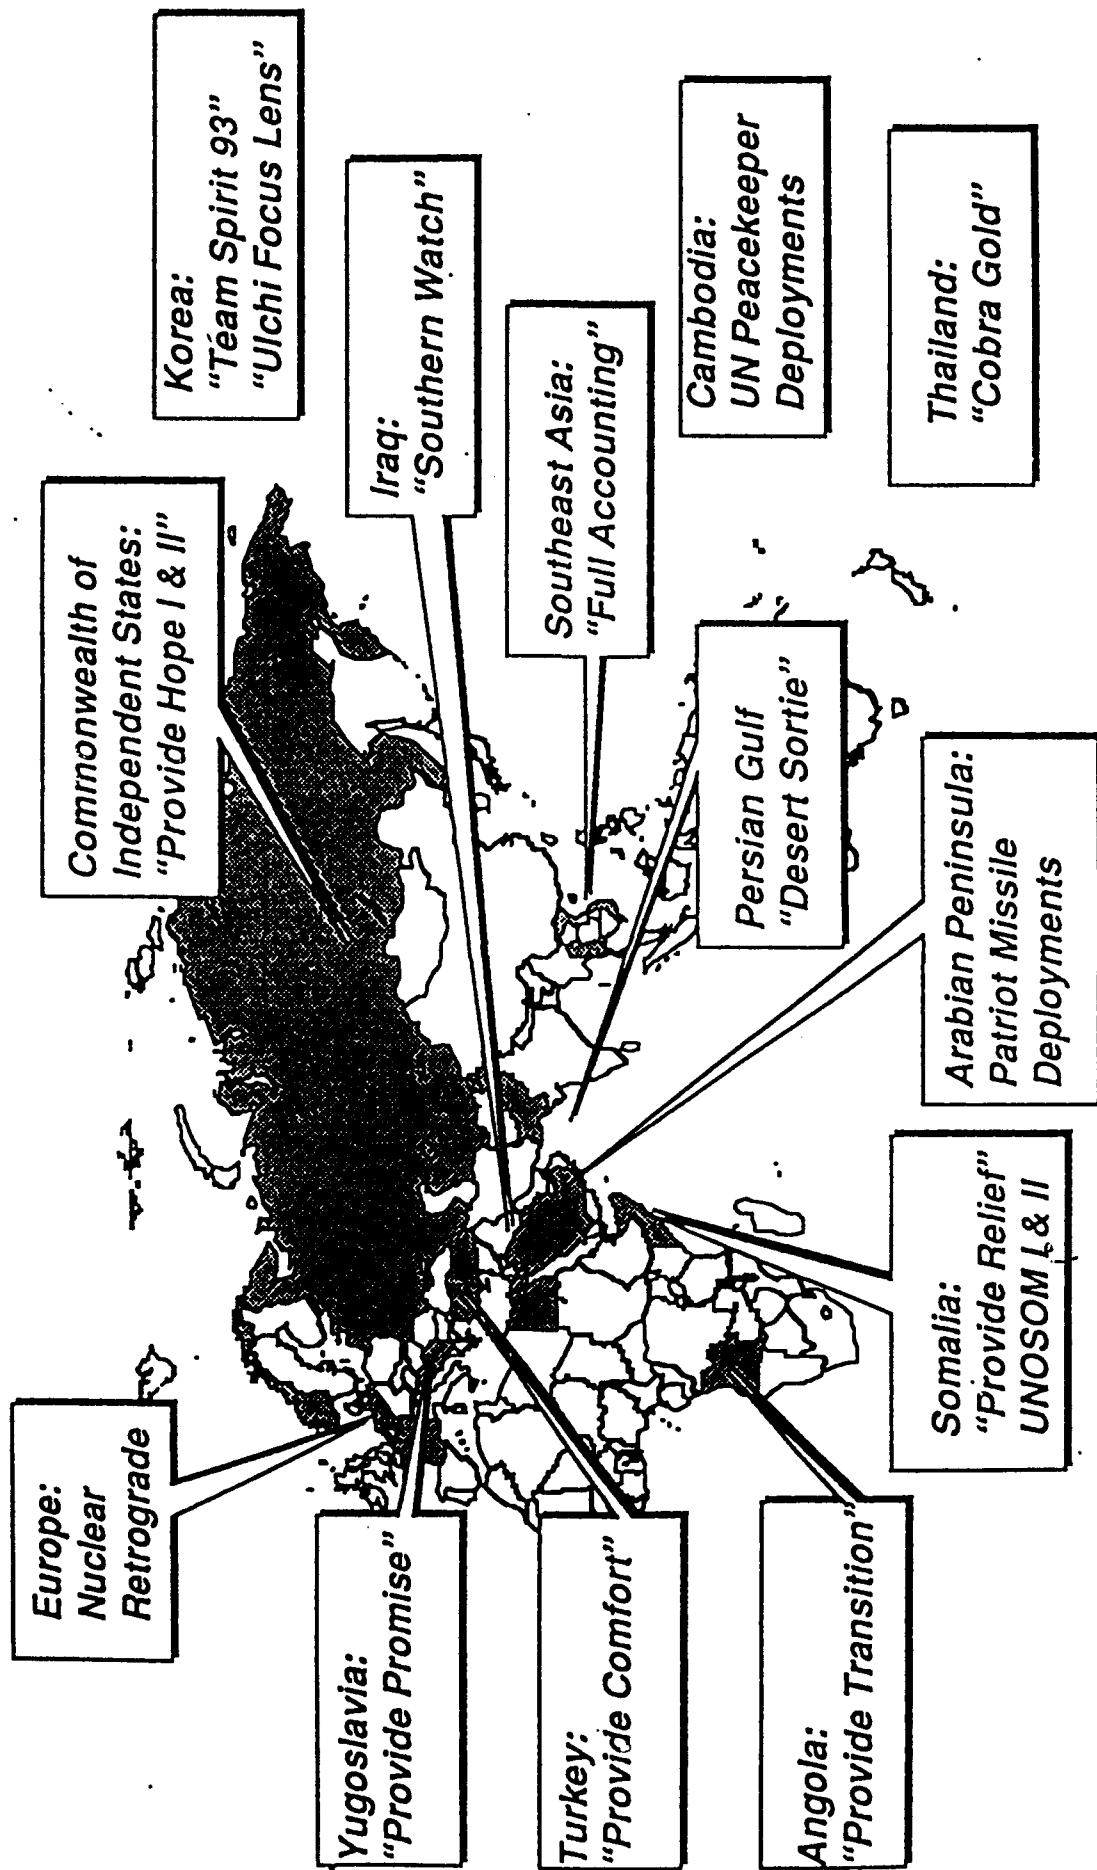 Europe:
Nuclear
Retrograde
Commonwealth of
Independent States:
"Provide Hope I & II"
Korea:
"Team Spirit 93"
"Ulchi Focus Lens"
Yugoslavia:
"Provide Promise"
Iraq:
"Southern Watch"
Turkey:
"Provide Comfort"
Southeast Asia:
"Full Accounting"
Angola:
"Provide Transition"
Persian Gulf
"Desert Sortie"
Cambodia:
UN Peacekeeper
Deployments
Somalia:
"Provide Relief"
UNOSOM I & II
Arabian Peninsula:
Patriot Missile
Deployments
Thailand:
"Cobra Gold"